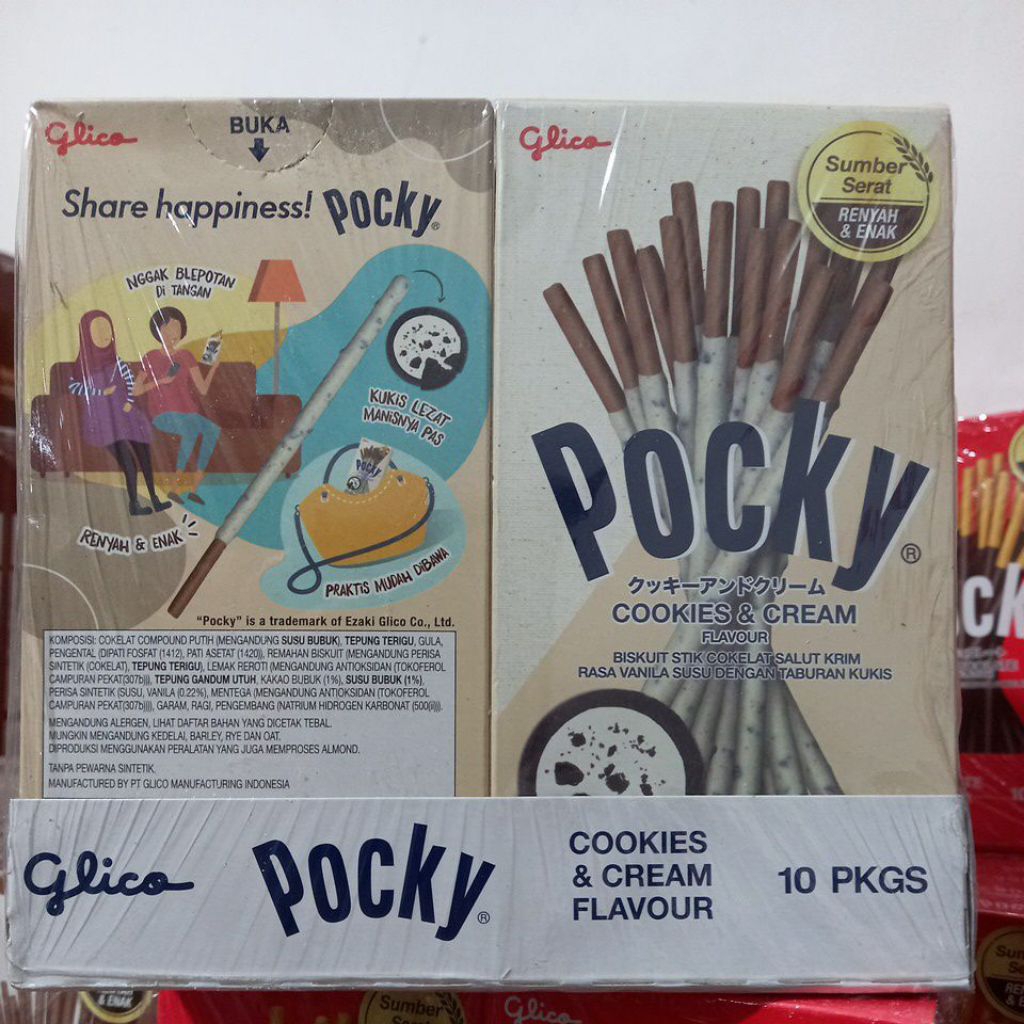 Glico
BUKA
Share happiness! Pocky®
NGGAK BLEPOTAN
Di TANGAN
KUKIS LEZAT
MANISNYA PAS
POCKY
RENYAH & ENAK
PRAKTIS MUDAH DiBAWA
"Pocky" is a trademark of Ezaki Glico Co., Ltd.
KOMPOSISI: COKELAT COMPOUND PUTIH (MENGANDUNG SUSU BUBUK), TEPUNG TERIGU, GULA,
PENGENTAL (DIPATI FOSFAT (1412), PATI ASETAT (1420)), REMAHAN BISKUIT (MENGANDUNG PERISA
SINTETIK (COKELAT), TEPUNG TERIGU), LEMAK REROTI (MENGANDUNG ANTIOKSIDAN (TOKOFEROL
CAMPURAN PEKAT(307b))), TEPUNG GANDUM UTUH, KAKAO BUBUK (1%), SUSU BUBUK (1%),
PERISA SINTETIK (SUSU, VANILA (0.22%), MENTEGA (MENGANDUNG ANTIOKSIDAN (TOKOFEROL
CAMPURAN PEKAT(307b)))), GARAM, RAGI, PENGEMBANG (NATRIUM HIDROGEN KARBONAT (500(ii))).
MENGANDUNG ALERGEN, LIHAT DAFTAR BAHAN YANG DICETAK TEBAL.
MUNGKIN MENGANDUNG KEDELAI, BARLEY, RYE DAN OAT.
DIPRODUKSI MENGGUNAKAN PERALATAN YANG JUGA MEMPROSES ALMOND.
TANPA PEWARNA SINTETIK.
MANUFACTURED BY PT GLICO MANUFACTURING INDONESIA
Glico
Sumber
Serat
RENYAH
& ENAK
Pocky®
クッキーアンドクリーム
COOKIES & CREAM
FLAVOUR
BISKUIT STIK COKELAT SALUT KRIM
RASA VANILA SUSU DENGAN TABURAN KUKIS
Glico Pocky®
COOKIES
& CREAM
FLAVOUR
10 PKGS
& ENAK
Sumber
Serat
Glico